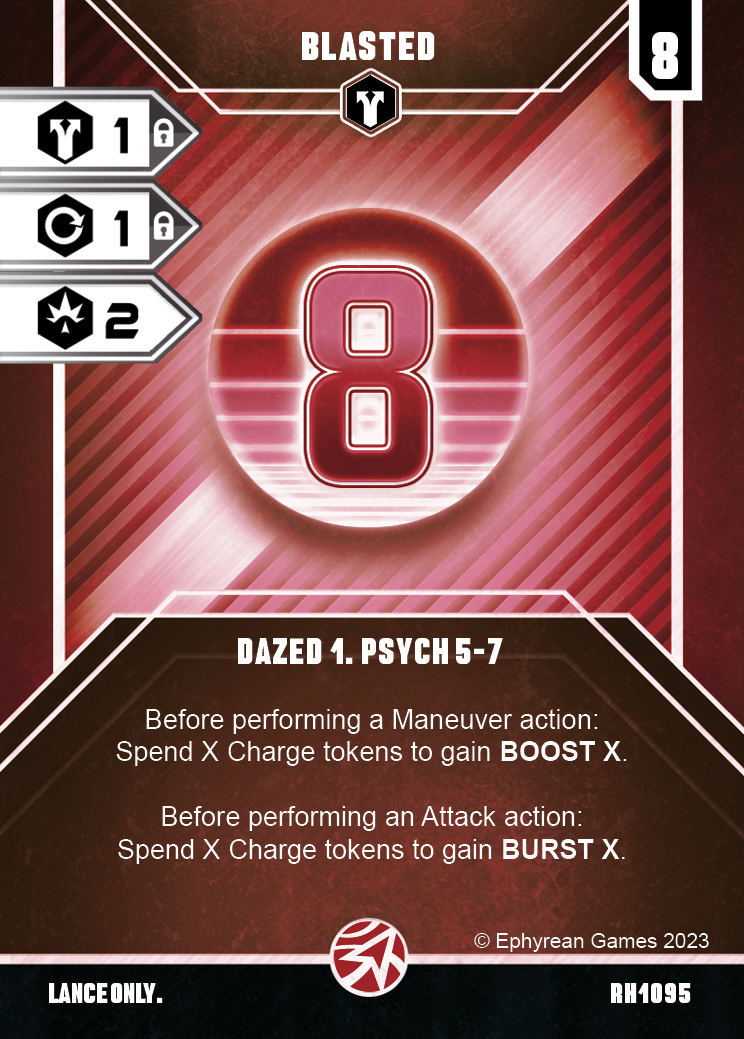 BLASTED
8
1
1
2
8
DAZED 1. PSYCH 5-7
Before performing a Maneuver action:
Spend X Charge tokens to gain BOOST X.
Before performing an Attack action:
Spend X Charge tokens to gain BURST X.
© Ephyrean Games 2023
LANCE ONLY.
RH1095